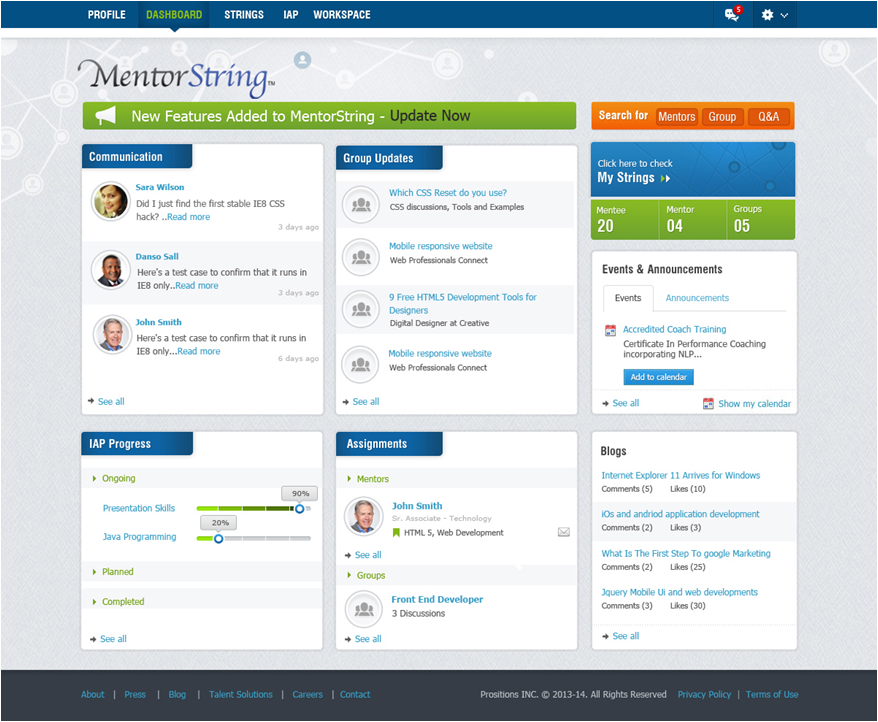 PROFILE DASHBOARD STRINGS IAP WORKSPACE 5
MentorString™
New Features Added to MentorString - Update Now
Search for Mentors Group Q&A
Communication
Sara Wilson
Did I just find the first stable IE8 CSS
hack? ..Read more
3 days ago
Danso Sall
Here's a test case to confirm that it runs in
IE8 only..Read more
3 days ago
John Smith
Here's a test case to confirm that it runs in
IE8 only...Read more
6 days ago
See all
Group Updates
Which CSS Reset do you use?
CSS discussions, Tools and Examples
Mobile responsive website
Web Professionals Connect
9 Free HTML5 Development Tools for
Designers
Digital Designer at Creative
Mobile responsive website
Web Professionals Connect
See all
Click here to check
My Strings
Mentee Mentor Groups
20 04 05
Events & Announcements
Events Announcements
Accredited Coach Training
Certificate In Performance Coaching
incorporating NLP...
Add to calendar
See all Show my calendar
IAP Progress
Ongoing
90%
Presentation Skills
20%
Java Programming
Planned
Completed
See all
Assignments
Mentors
John Smith
Sr. Associate - Technology
HTML 5, Web Development
See all
Groups
Front End Developer
3 Discussions
See all
Blogs
Internet Explorer 11 Arrives for Windows
Comments (5) Likes (10)
iOs and andriod application development
Comments (2) Likes (3)
What Is The First Step To google Marketing
Comments (2) Likes (25)
Jquery Mobile Ui and web developments
Comments (3) Likes (30)
See all
About | Press | Blog | Talent Solutions | Careers | Contact
Prositions INC. © 2013-14. All Rights Reserved Privacy Policy | Terms of Use